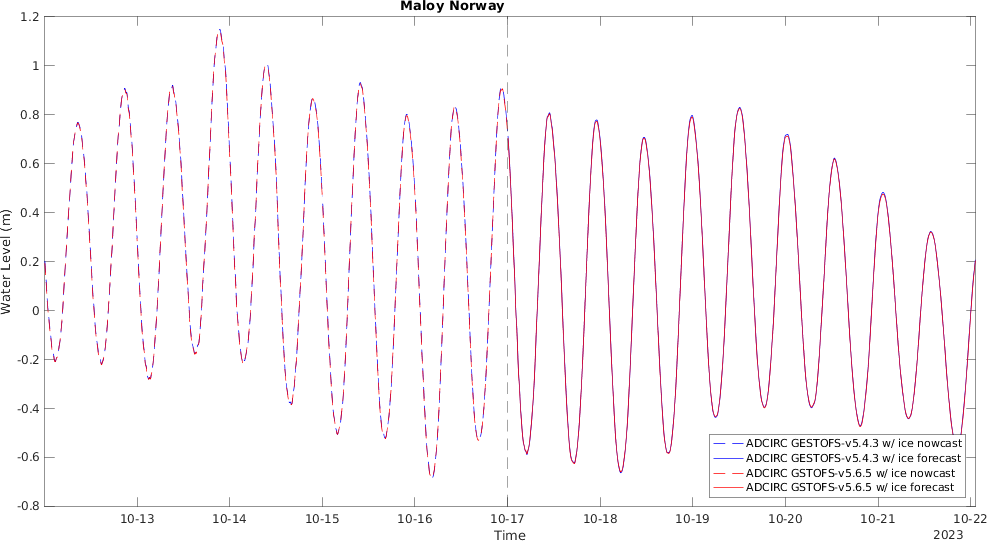 Maloy Norway
1.2
1
0.8
0.6
0.4
0.2
0
-0.2
-0.4
-0.6
-0.8
Water Level (m)
ADCIRC GESTOFS-v5.4.3 w/ ice nowcast
ADCIRC GESTOFS-v5.4.3 w/ ice forecast
ADCIRC GSTOFS-v5.6.5 w/ ice nowcast
ADCIRC GSTOFS-v5.6.5 w/ ice forecast
10-13 10-14 10-15 10-16 10-17 10-18 10-19 10-20 10-21 10-22
Time
2023